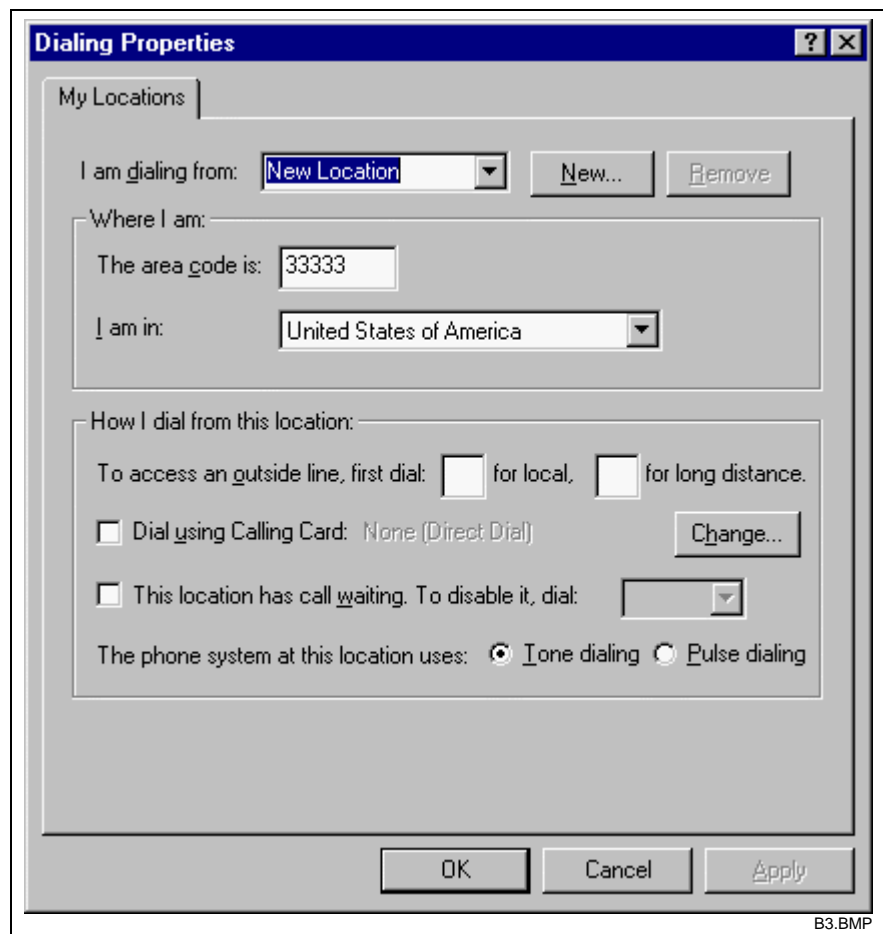 Dialing Properties
My Locations
I am dialing from: New Location New... Remove
Where I am:
The area code is: 33333
I am in: United States of America
How I dial from this location:
To access an outside line, first dial: for local, for long distance.
Dial using Calling Card: None (Direct Dial) Change...
This location has call waiting. To disable it, dial:
The phone system at this location uses: Tone dialing Pulse dialing
OK Cancel Apply
B3.BMP